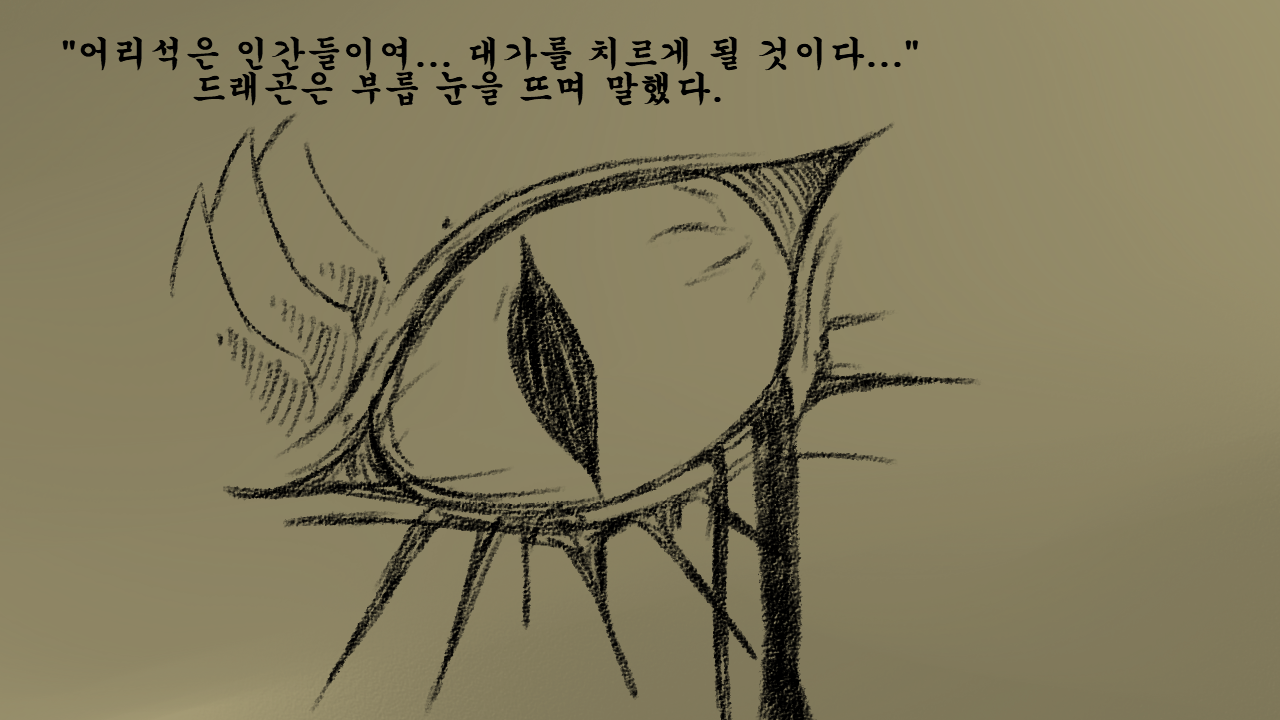 "어리석은 인간들이여... 대가를 치르게 될 것이다..."
드래곤은 부릅 눈을 뜨며 말했다.